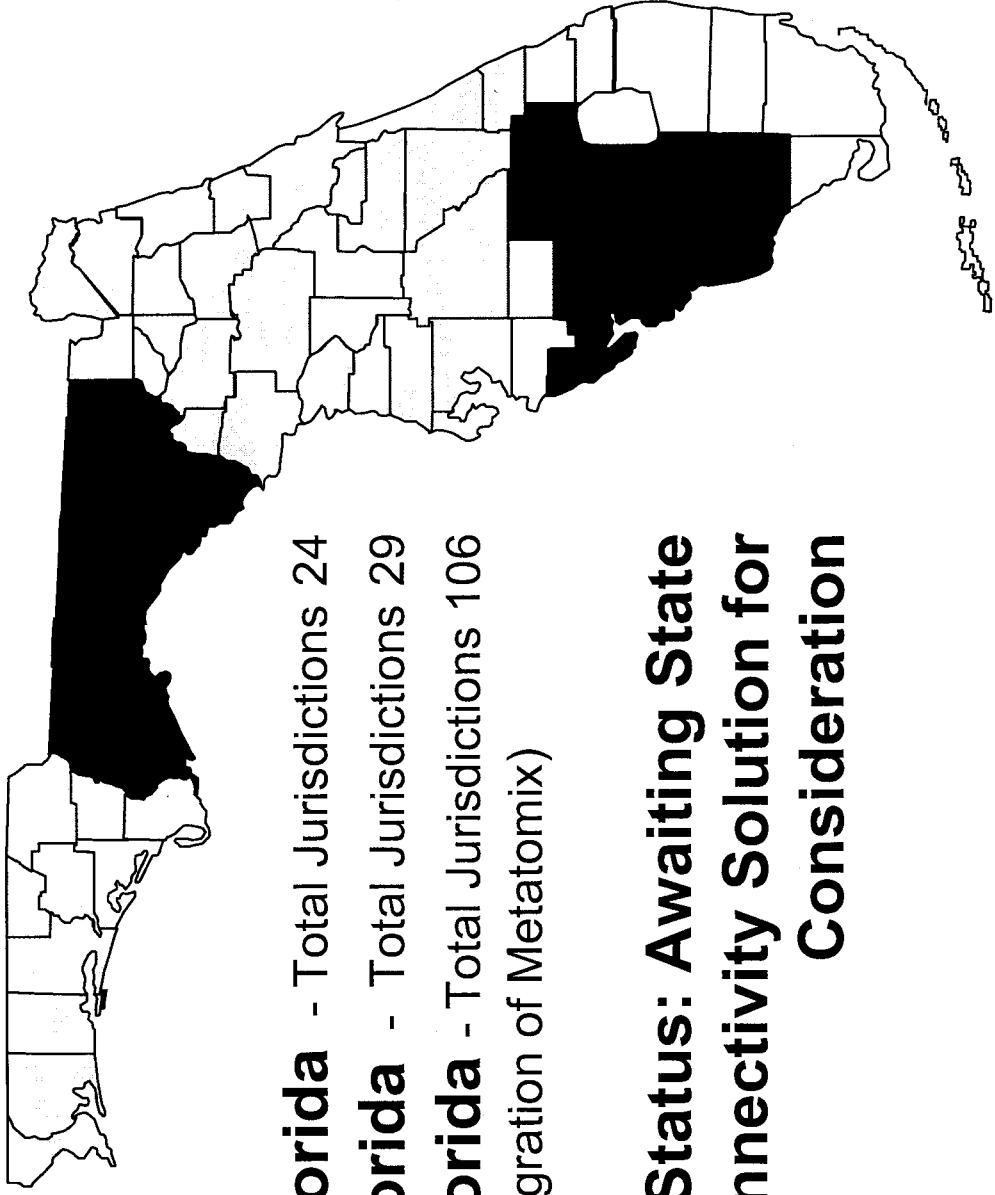 orida - Total Jurisdictions 24
orida - Total Jurisdictions 29
orida - Total Jurisdictions 106
gration of Metatomix)
Status: Awaiting State
nnectivity Solution for
Consideration